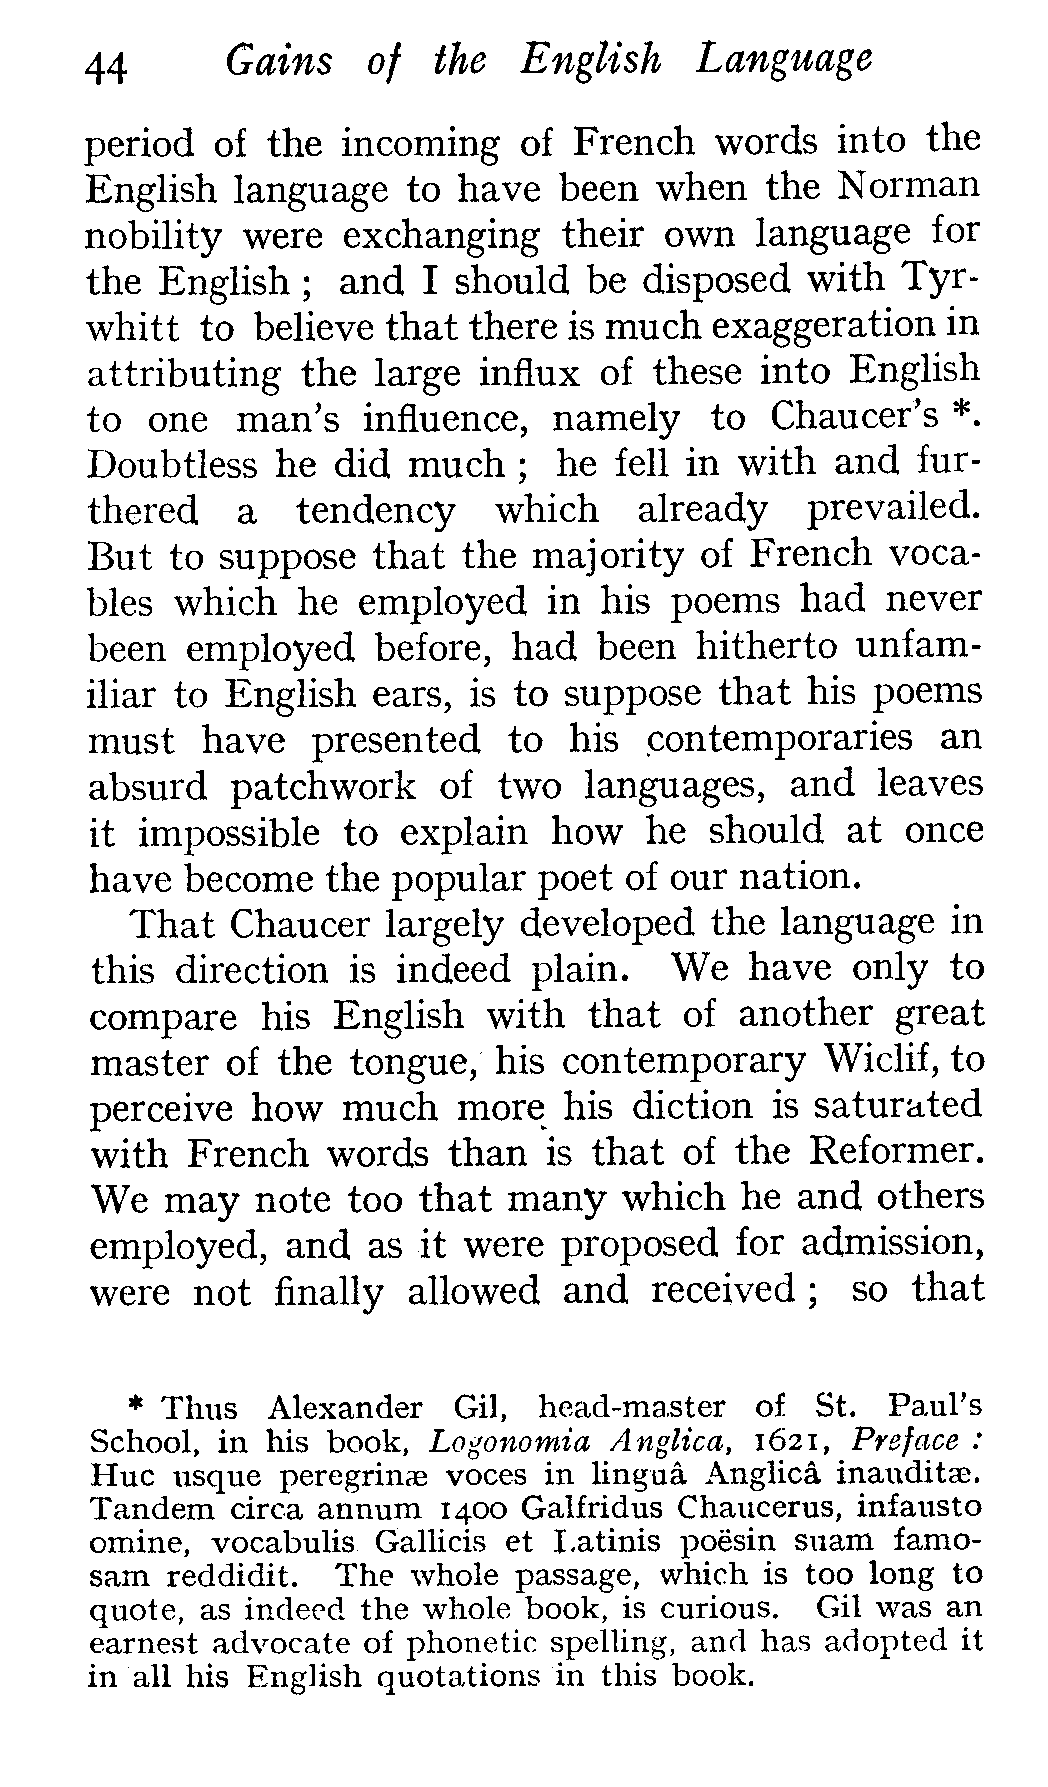 44 Gains of the English Language
period of the incoming of French words into the
English language to have been when the Norman
nobility were exchanging their own language for
the English ; and I should be disposed with Tyr-
whitt to believe that there is much exaggeration in
attributing the large influx of these into English
to one man's influence, namely to Chaucer's *.
Doubtless he did much ; he fell in with and fur-
thered a tendency which already prevailed.
But to suppose that the majority of French voca-
bles which he employed in his poems had never
been employed before, had been hitherto unfam-
iliar to English ears, is to suppose that his poems
must have presented to his contemporaries an
absurd patchwork of two languages, and leaves
it impossible to explain how he should at once
have become the popular poet of our nation.
That Chaucer largely developed the language in
this direction is indeed plain. We have only to
compare his English with that of another great
master of the tongue, his contemporary Wiclif, to
perceive how much more his diction is saturated
with French words than is that of the Reformer.
We may note too that many which he and others
employed, and as it were proposed for admission,
were not finally allowed and received ; so that
* Thus Alexander Gil, head-master of St. Paul's
School, in his book, Logonomia Anglica, 1621, Preface :
Huc usque peregrinæ voces in linguâ Anglicâ inauditæ.
Tandem circa annum 1400 Galfridus Chaucerus, infausto
omine, vocabulis Gallicis et Latinis poësin suam famo-
sam reddidit. The whole passage, which is too long to
quote, as indeed the whole book, is curious. Gil was an
earnest advocate of phonetic spelling, and has adopted it
in all his English quotations in this book.